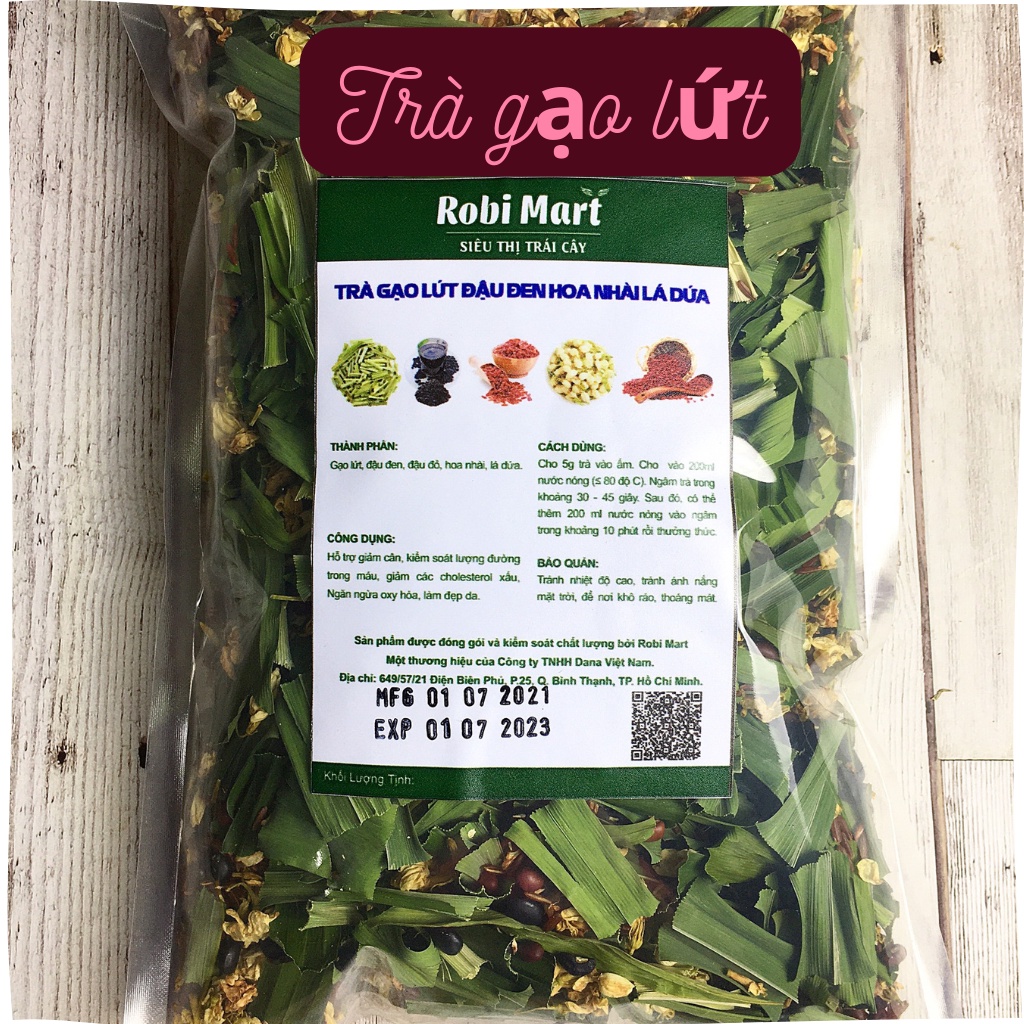 Trà gạo lứt
Robi Mart
SIÊU THỊ TRÁI CÂY
TRÀ GẠO LÚT ĐẬU ĐEN HOA NHÀI LÁ DỨA
THÀNH PHẦN:
Gạo lứt, đậu đen, đậu đỏ, hoa nhài, lá dứa.
CÔNG DỤNG:
Hỗ trợ giảm cân, kiểm soát lượng đường
trong máu, giảm các cholesterol xấu,
Ngăn ngừa oxy hóa, làm đẹp da.
CÁCH DÙNG:
Cho 5g trà vào ấm. Cho vào 200ml
nước nóng (≤ 80 độ C). Ngâm trà trong
khoảng 30 - 45 giây. Sau đó, có thể
thêm 200 ml nước nóng vào ngâm
trong khoảng 10 phút rồi thưởng thức.
BẢO QUẢN:
Tránh nhiệt độ cao, tránh ánh nắng
mặt trời, để nơi khô ráo, thoáng mát.
Sản phẩm được đóng gói và kiểm soát chất lượng bởi Robi Mart
Một thương hiệu của Công ty TNHH Dana Việt Nam.
Địa chỉ: 649/57/21 Điện Biên Phủ, P.25, Q. Bình Thạnh, TP. Hồ Chí Minh.
MFG 01 07 2021
EXP 01 07 2023
Khối Lượng Tịnh: